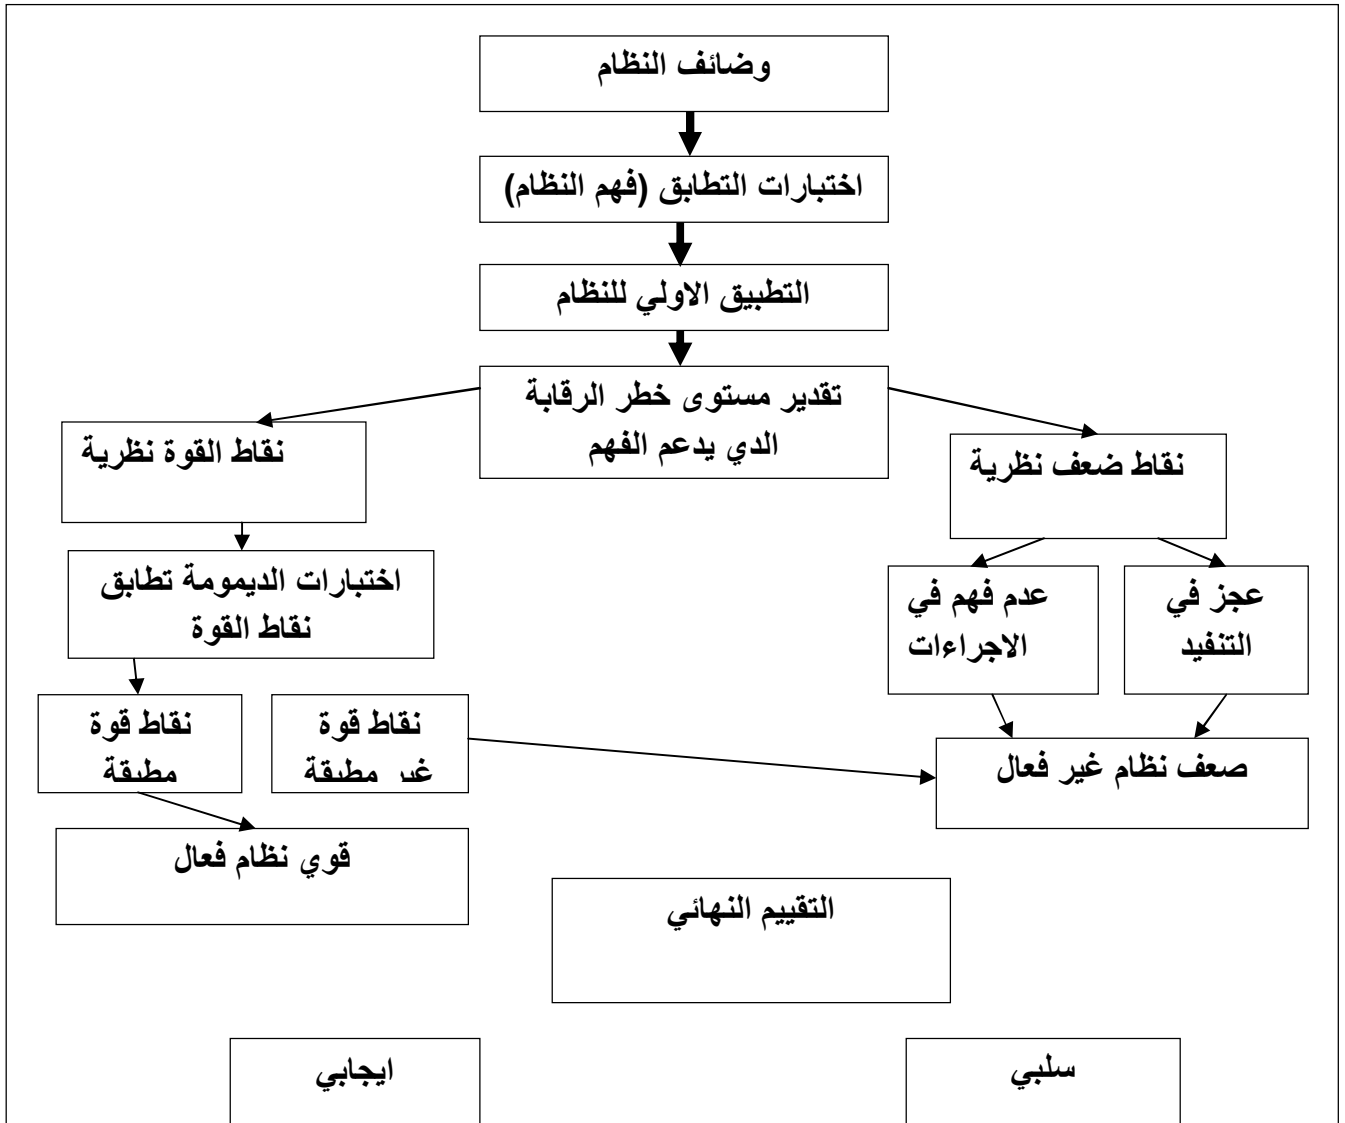 وضائف النظام
اختبارات التطابق (فهم النظام)
التطبيق الاولي للنظام
تقدير مستوى خطر الرقابة
الدي يدعم الفهم
نقاط القوة نظرية
نقاط ضعف نظرية
اختبارات الديمومة تطابق
نقاط القوة
عدم فهم في
الاجراءات
عجز في
التنفيد
نقاط قوة
مطبقة
نقاط قوة
غير مطبقة
صعف نظام غير فعال
قوي نظام فعال
التقييم النهائي
ايجابي
سلبي